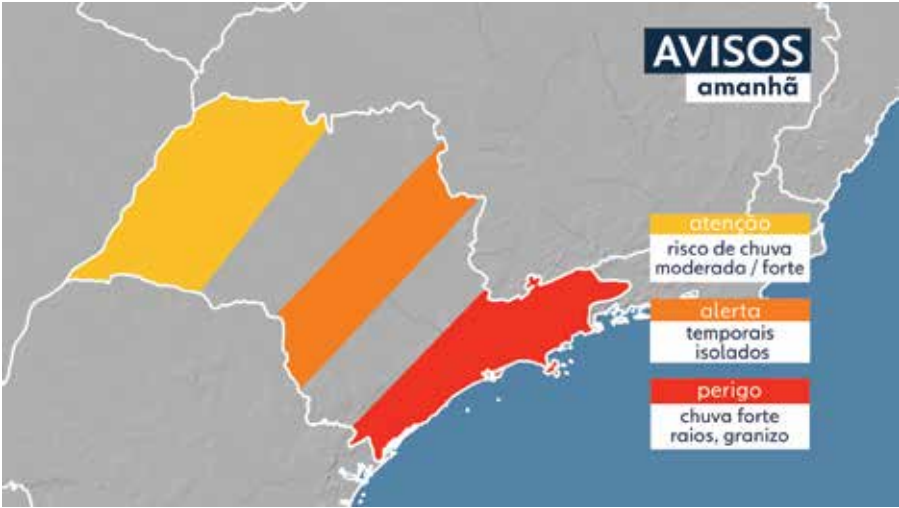 AVISOS
amanhã
atenção
risco de chuva
moderada / forte
alerta
temporais
isolados
perigo
chuva forte
raios, granizo